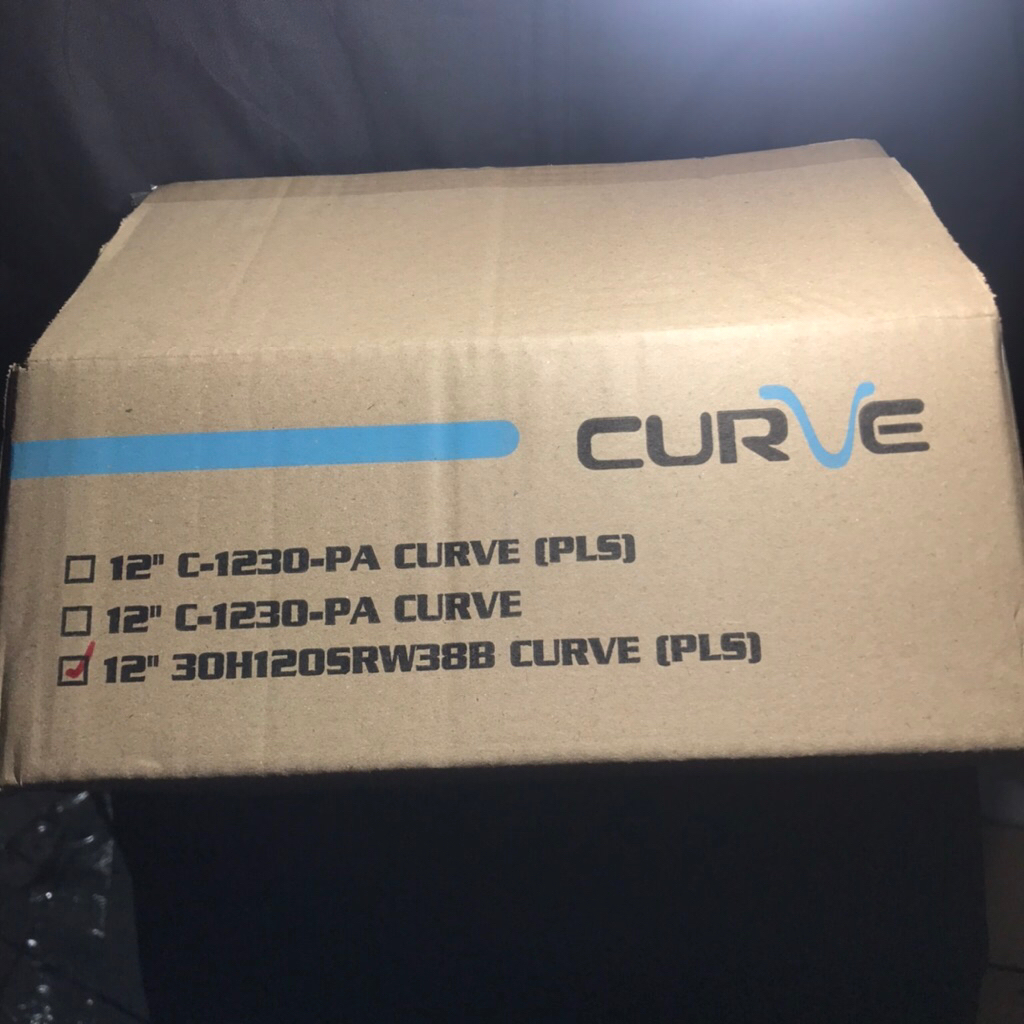 CURVE
12" C-1230-PA CURVE (PLS)
12" C-1230-PA CURVE
12" 30H120SRW38B CURVE (PLS)